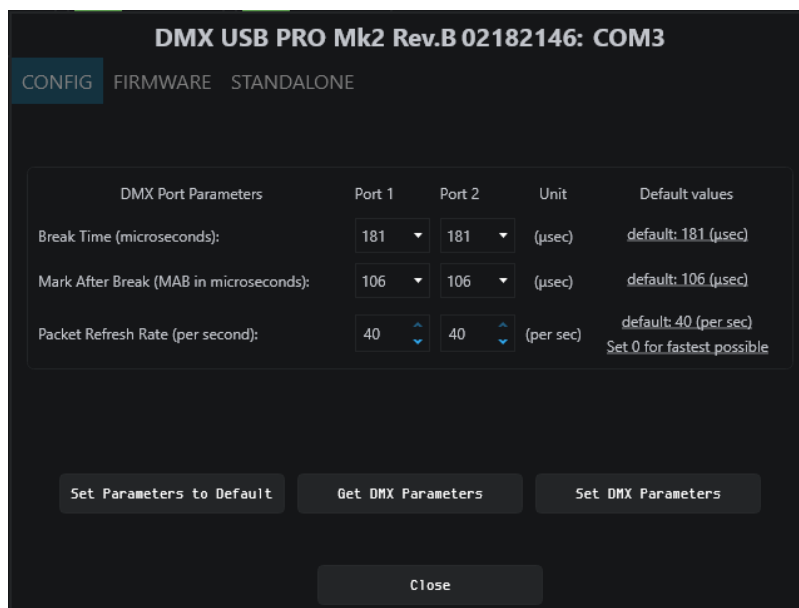 DMX USB PRO Mk2 Rev.B 02182146: COM3
CONFIG FIRMWARE STANDALONE
DMX Port Parameters Port 1 Port 2 Unit Default values
Break Time (microseconds): 181 181 (µsec) default: 181 (µsec)
Mark After Break (MAB in microseconds): 106 106 (µsec) default: 106 (µsec)
Packet Refresh Rate (per second): 40 40 (per sec) default: 40 (per sec)
Set 0 for fastest possible
Set Parameters to Default Get DMX Parameters Set DMX Parameters
Close